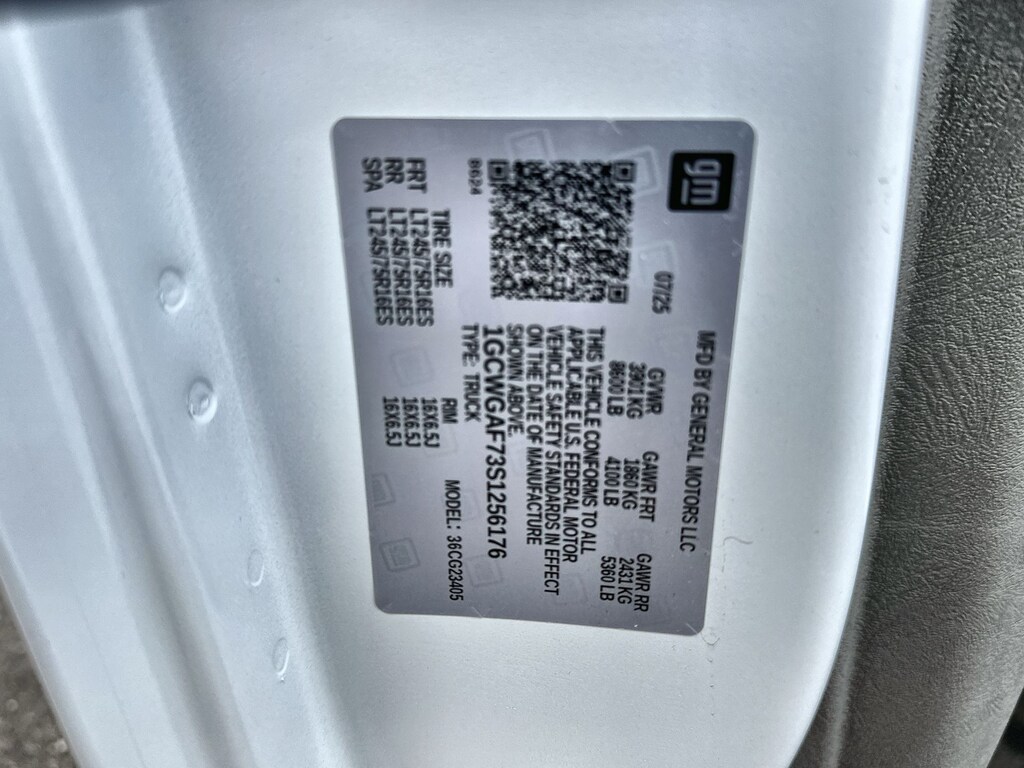 gm
MFD BY GENERAL MOTORS LLC
07/25
GVWR GAWR FRT GAWR RR
3901 KG 1860 KG 2431 KG
8600 LB 4100 LB 5360 LB
THIS VEHICLE CONFORMS TO ALL
APPLICABLE U.S. FEDERAL MOTOR
VEHICLE SAFETY STANDARDS IN EFFECT
ON THE DATE OF MANUFACTURE
SHOWN ABOVE.
1GCWGAF73S1256176
8624
TYPE: TRUCK MODEL: 36CG23405
TIRE SIZE RIM
FRT LT245/75R16ES 16X6.5J
RR LT245/75R16ES 16X6.5J
SPA LT245/75R16ES 16X6.5J